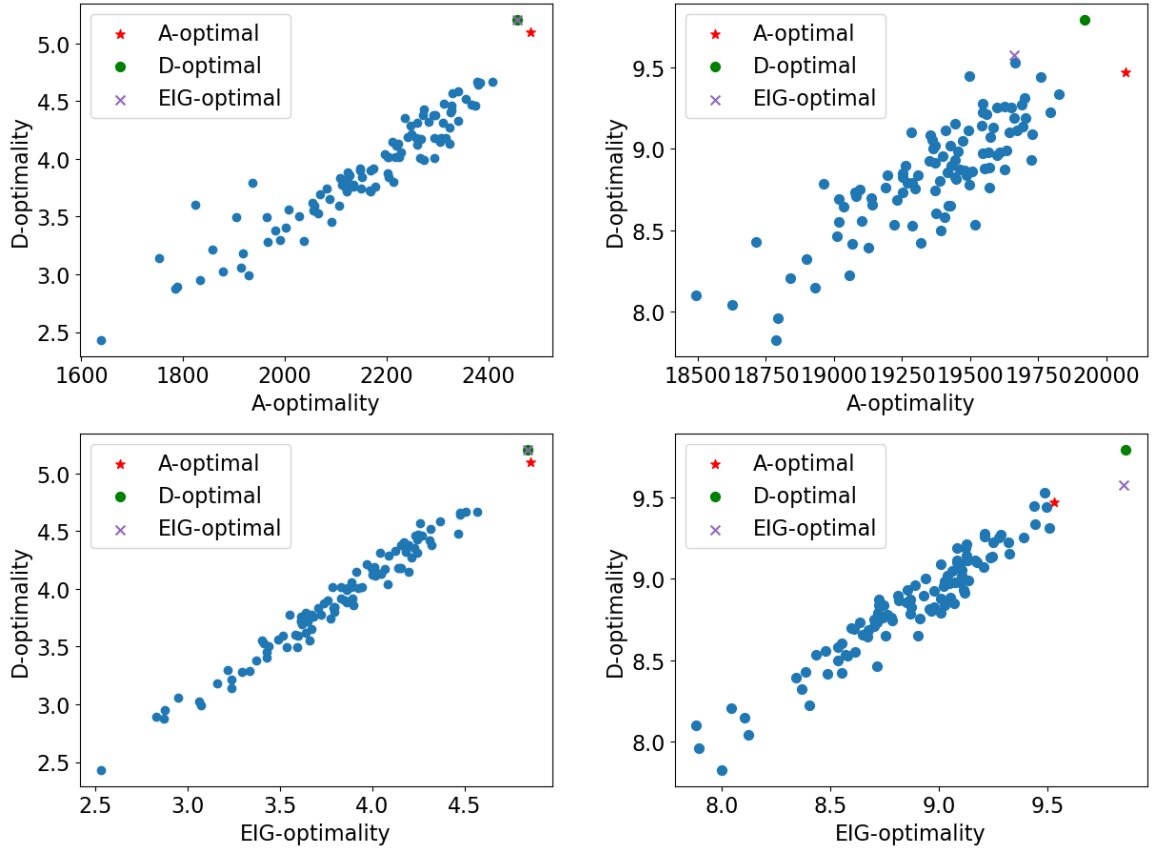 A-optimal
D-optimal
EIG-optimal
5.0
4.5
4.0
3.5
3.0
2.5
D-optimality
1600 1800 2000 2200 2400
A-optimality
A-optimal
D-optimal
EIG-optimal
9.5
9.0
8.5
8.0
D-optimality
18500 18750 19000 19250 19500 19750 20000
A-optimality
A-optimal
D-optimal
EIG-optimal
5.0
4.5
4.0
3.5
3.0
2.5
D-optimality
2.5 3.0 3.5 4.0 4.5
EIG-optimality
A-optimal
D-optimal
EIG-optimal
9.5
9.0
8.5
8.0
D-optimality
8.0 8.5 9.0 9.5
EIG-optimality